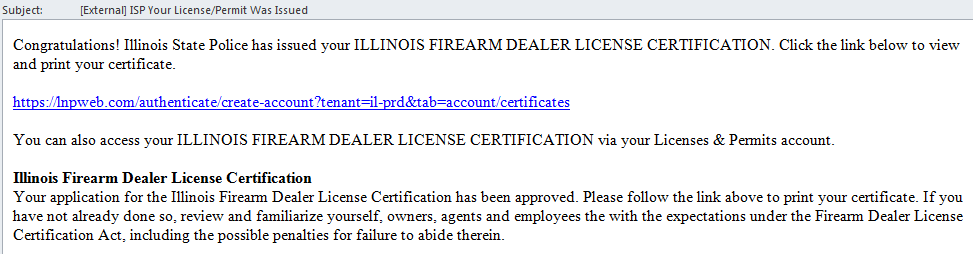 Subject: [External] ISP Your License/Permit Was Issued
Congratulations! Illinois State Police has issued your ILLINOIS FIREARM DEALER LICENSE CERTIFICATION. Click the link below to view
and print your certificate.
https://lnpweb.com/authenticate/create-account?tenant=il-prd&tab=account/certificates
You can also access your ILLINOIS FIREARM DEALER LICENSE CERTIFICATION via your Licenses & Permits account.
Illinois Firearm Dealer License Certification
Your application for the Illinois Firearm Dealer License Certification has been approved. Please follow the link above to print your certificate. If you
have not already done so, review and familiarize yourself, owners, agents and employees the with the expectations under the Firearm Dealer License
Certification Act, including the possible penalties for failure to abide therein.